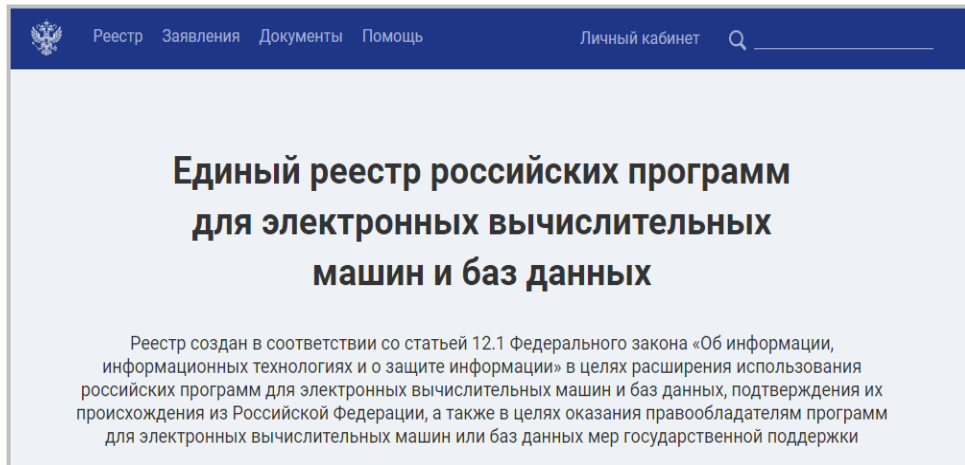 Реестр Заявления Документы Помощь Личный кабинет
Единый реестр российских программ
для электронных вычислительных
машин и баз данных
Реестр создан в соответствии со статьей 12.1 Федерального закона «Об информации,
информационных технологиях и о защите информации» в целях расширения использования
российских программ для электронных вычислительных машин и баз данных, подтверждения их
происхождения из Российской Федерации, а также в целях оказания правообладателям программ
для электронных вычислительных машин или баз данных мер государственной поддержки